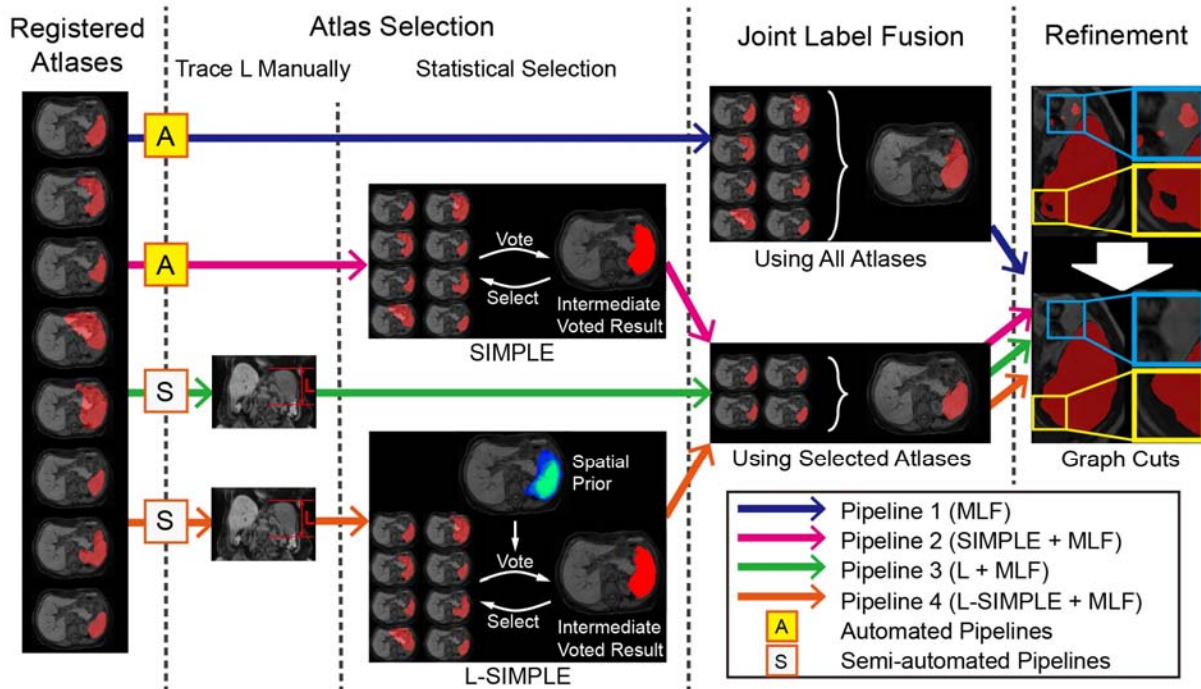 Registered
Atlases
Atlas Selection
Trace L Manually
Statistical Selection
Joint Label Fusion
Refinement
A
A
S
S
L
L
Vote
Select
Intermediate
Voted Result
SIMPLE
Spatial
Prior
Vote
Select
Intermediate
Voted Result
L-SIMPLE
Using All Atlases
Using Selected Atlases
Graph Cuts
Pipeline 1 (MLF)
Pipeline 2 (SIMPLE + MLF)
Pipeline 3 (L + MLF)
Pipeline 4 (L-SIMPLE + MLF)
A Automated Pipelines
S Semi-automated Pipelines